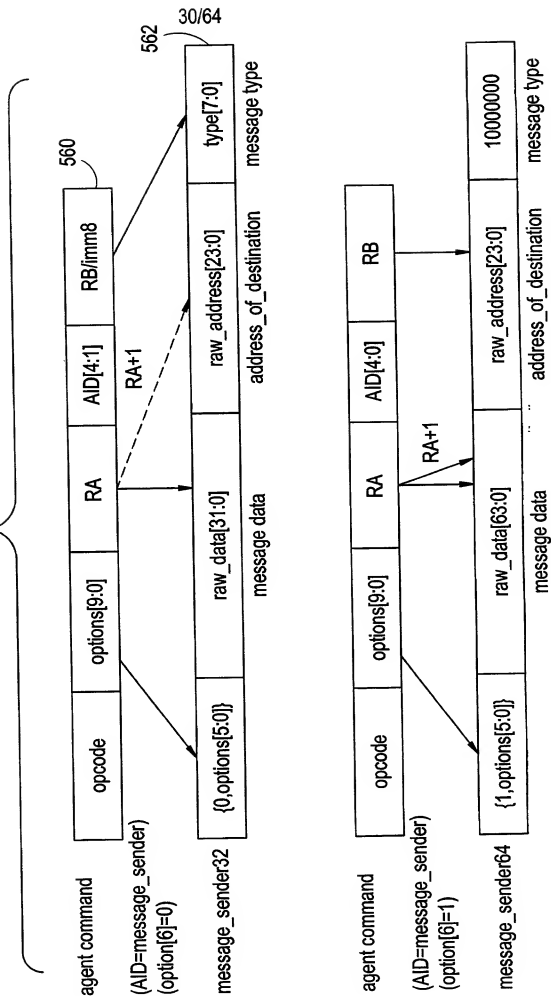 30/64
560
562
agent command
opcode
options[9:0]
RA
AID[4:1]
RB/imm8
(AID=message_sender)
(option[6]=0)
RA+1
message_sender32
{0,options[5:0]}
raw_data[31:0]
raw_address[23:0]
type[7:0]
message data
address_of_destination
message type
agent command
opcode
options[9:0]
RA
AID[4:0]
RB
(AID=message_sender)
(option[6]=1)
RA+1
message_sender64
{1,options[5:0]}
raw_data[63:0]
raw_address[23:0]
10000000
message data
address_of_destination
message type